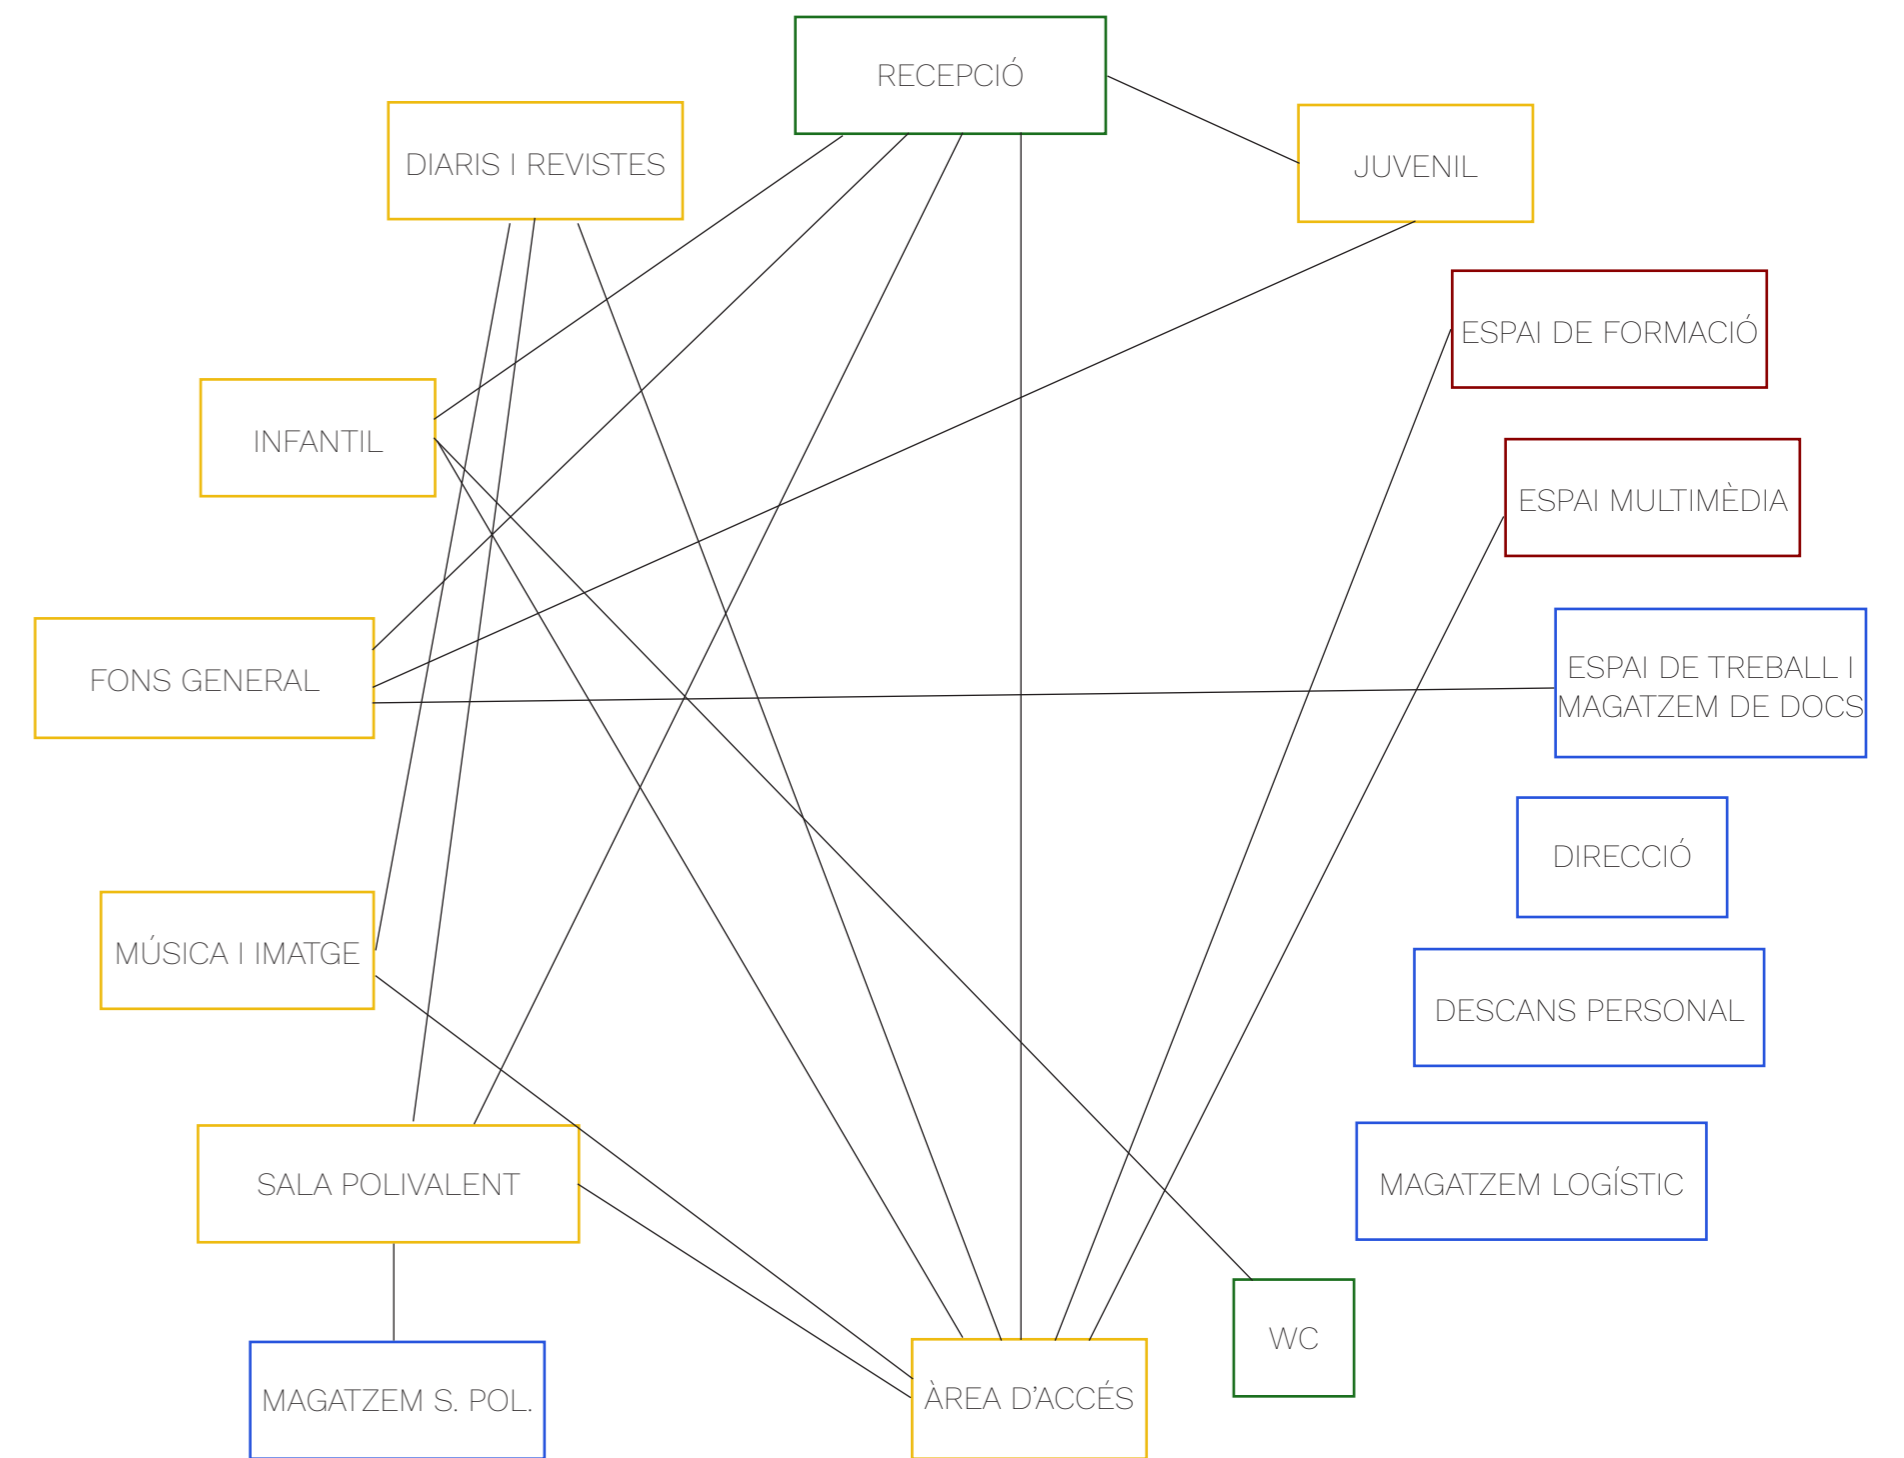 RECEPCIÓ
DIARIS I REVISTES
JUVENIL
ESPAI DE FORMACIÓ
INFANTIL
ESPAI MULTIMÈDIA
FONS GENERAL
ESPAI DE TREBALL I
MAGATZEM DE DOCS
DIRECCIÓ
MÚSICA I IMATGE
DESCANS PERSONAL
SALA POLIVALENT
MAGATZEM LOGÍSTIC
WC
MAGATZEM S. POL.
ÀREA D'ACCÉS